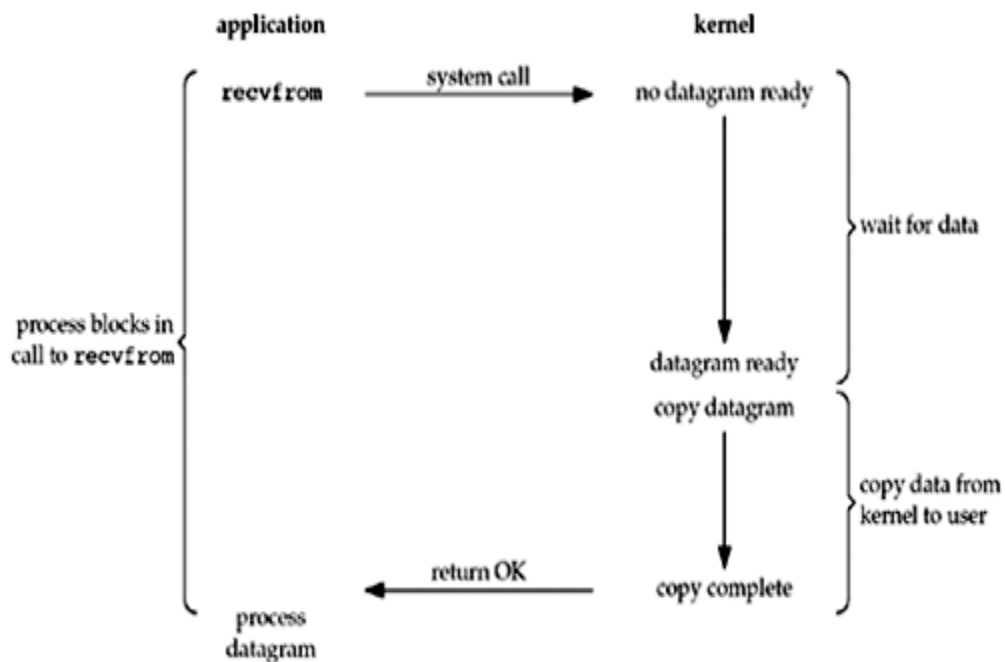 application
kernel
recvfrom
system call
no datagram ready
wait for data
process blocks in
call to recvfrom
datagram ready
copy datagram
copy data from
kernel to user
return OK
copy complete
process
datagram